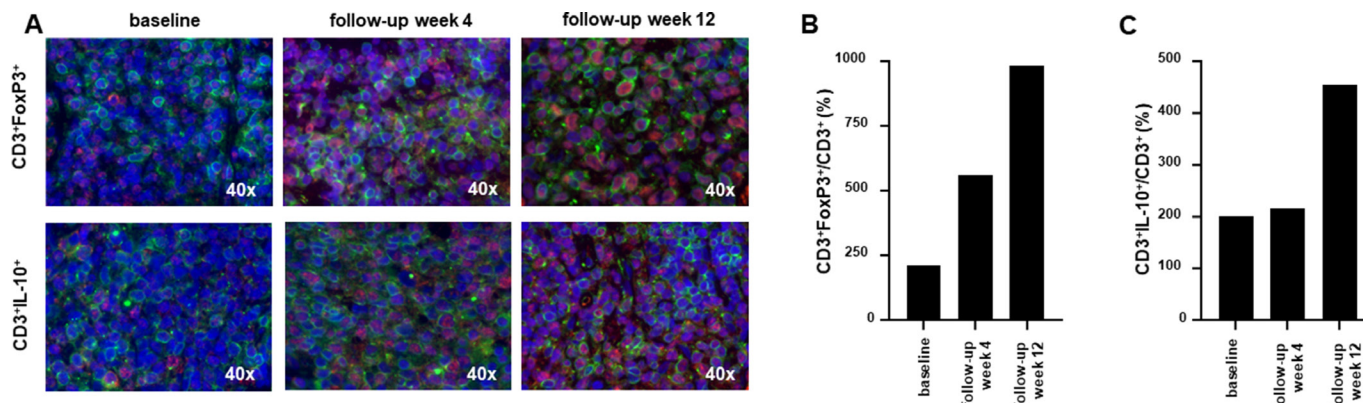 A
baseline
follow-up week 4
follow-up week 12
CD3⁺FoxP3⁺
40x
40x
40x
CD3⁺IL-10⁺
40x
40x
40x
B
CD3⁺FoxP3⁺/CD3⁺ (%)
1000
750
500
250
0
baseline
follow-up
week 4
follow-up
week 12
C
CD3⁺IL-10⁺/CD3⁺ (%)
500
400
300
200
100
0
baseline
follow-up
week 4
follow-up
week 12